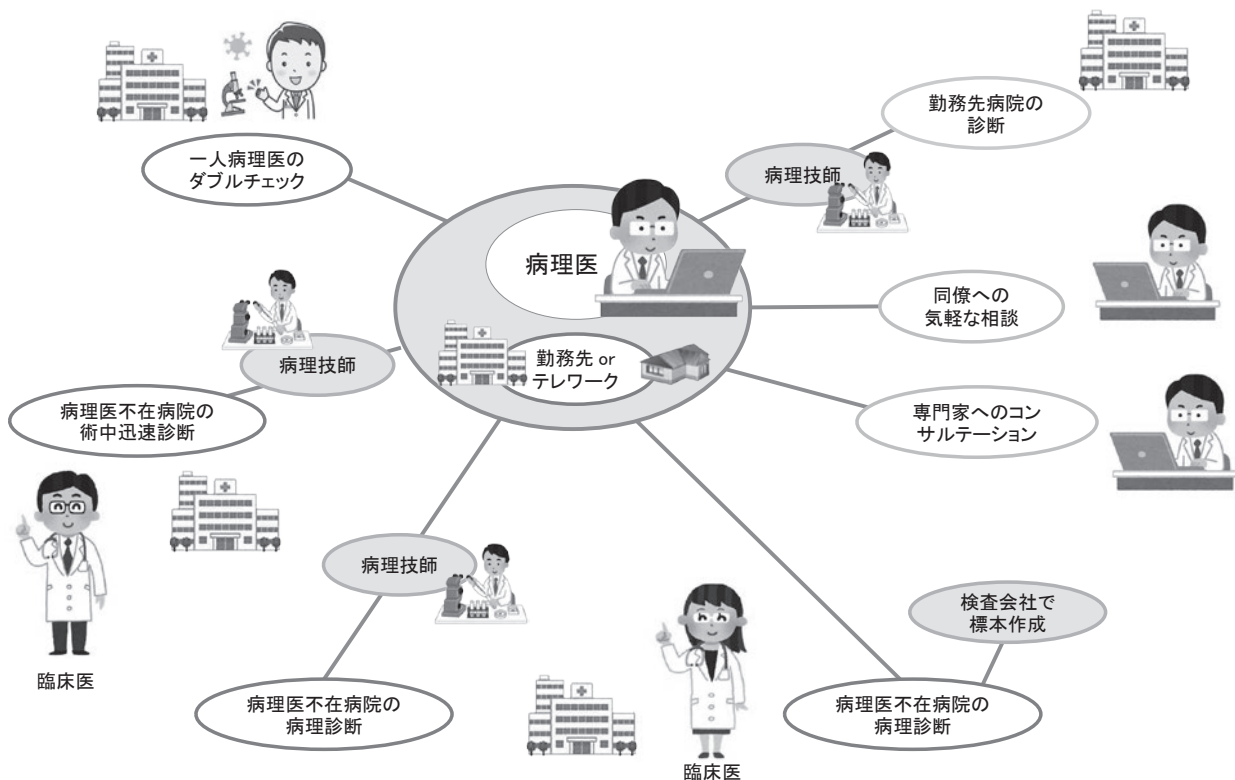 一人病理医の
ダブルチェック
勤務先病院の
診断
病理技師
病理医
同僚への
気軽な相談
勤務先 or
テレワーク
病理技師
病理医不在病院の
術中迅速診断
専門家へのコン
サルテーション
病理技師
臨床医
検査会社で
標本作成
病理医不在病院の
病理診断
病理医不在病院の
病理診断
臨床医